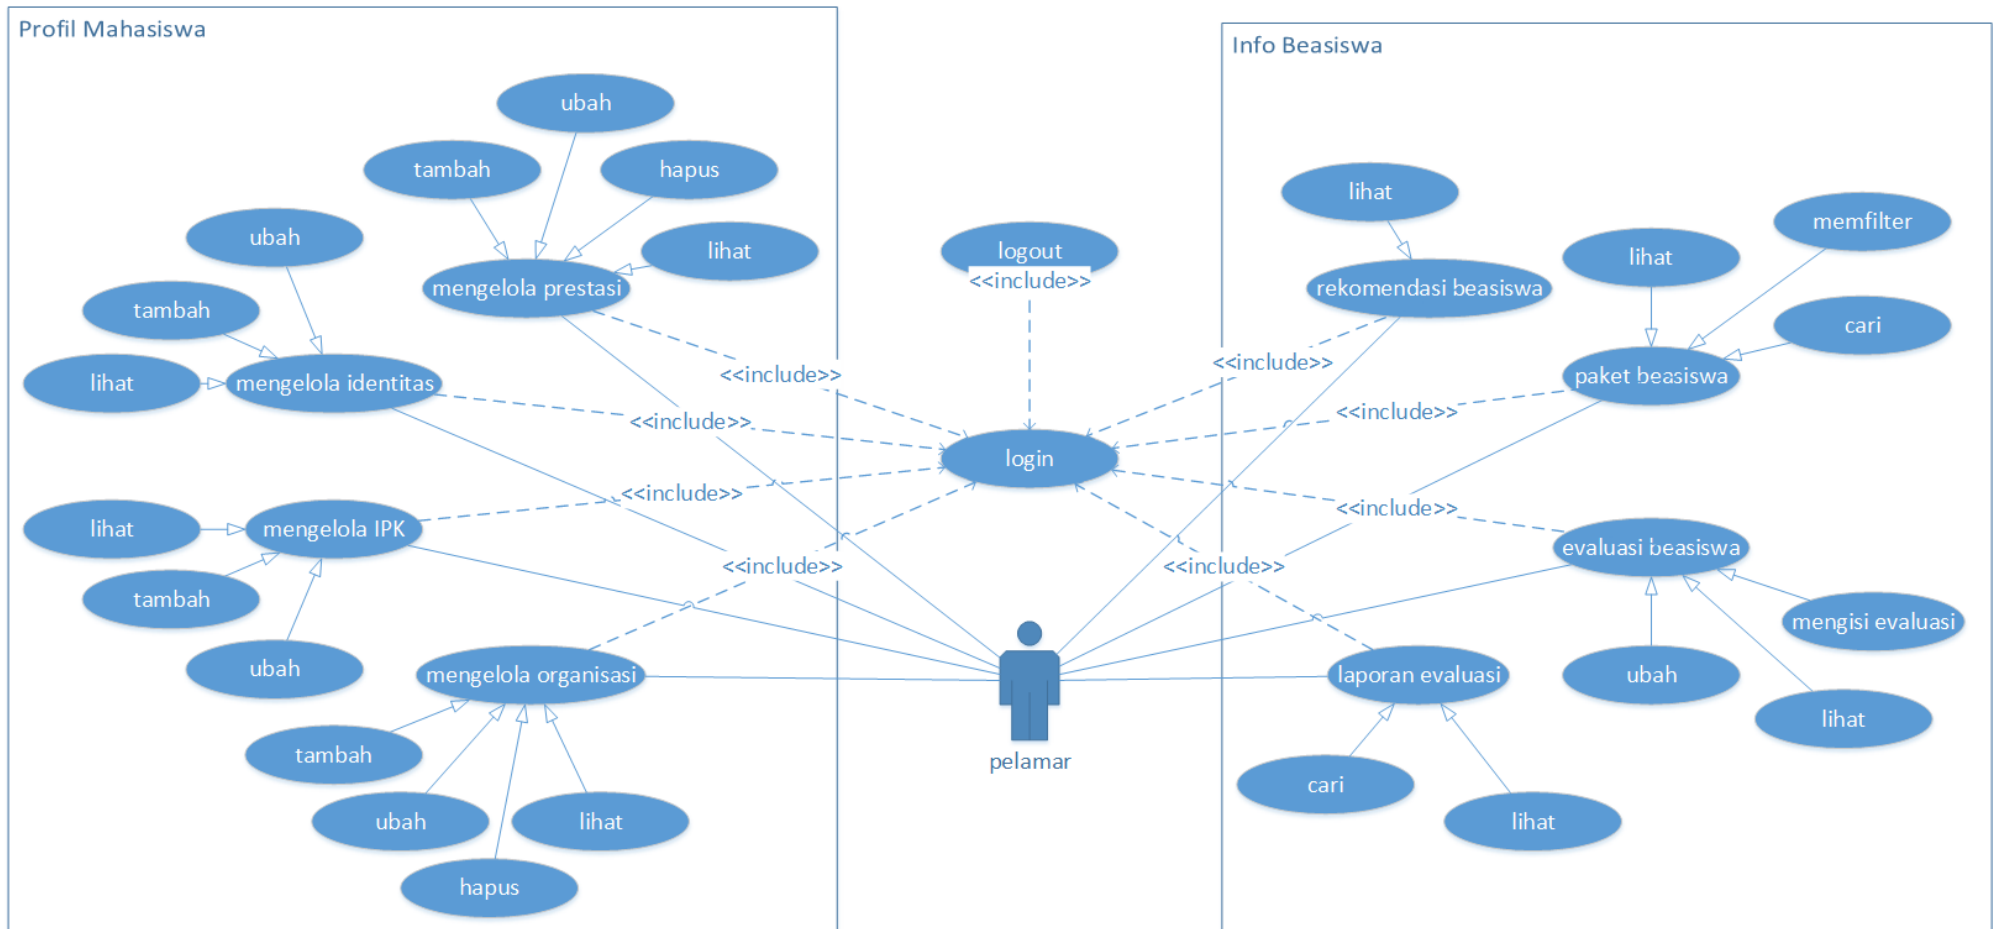 Profil Mahasiswa
ubah
tambah
hapus
ubah
lihat
mengelola prestasi
tambah
lihat
mengelola identitas
<<include>>
<<include>>
lihat
mengelola IPK
<<include>>
tambah
ubah
<<include>>
mengelola organisasi
tambah
ubah
lihat
hapus
logout
<<include>>
login
pelamar
Info Beasiswa
lihat
memfilter
lihat
rekomendasi beasiswa
cari
<<include>>
paket beasiswa
<<include>>
<<include>>
evaluasi beasiswa
<<include>>
mengisi evaluasi
laporan evaluasi
ubah
lihat
cari
lihat